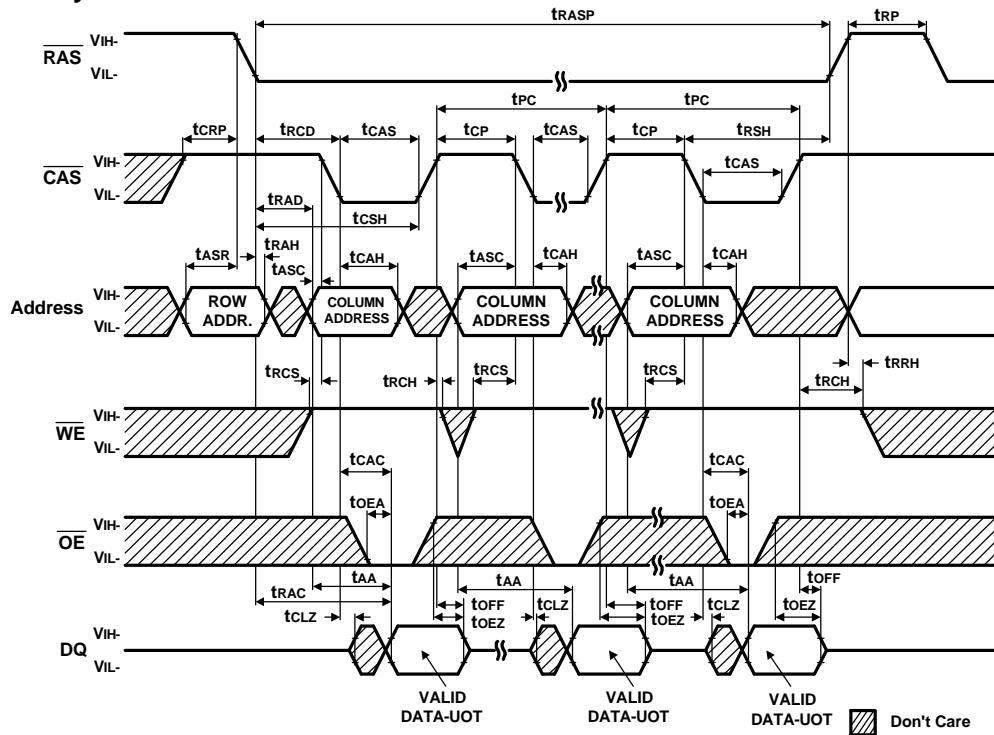 tRASP tRP
VIH-
RAS
VIL-
tPC tPC
tCRP tRCD tCAS tCP tCAS tCP tRSH
VIH-
CAS
VIL-
tCAS
tRAD
tCSH
tASR tRAH
tASC tCAH tASC tCAH tASC tCAH
VIH-
Address
VIL-
ROW ADDR.
COLUMN ADDRESS
COLUMN ADDRESS
COLUMN ADDRESS
tRCS tRCH tRCS tRCS tRCH tRRH
VIH-
WE
VIL-
tCAC tCAC
tOEA tOEA
VIH-
OE
VIL-
tAA tAA tAA tOFF
tRAC
tCLZ tOFF tCLZ tOFF tCLZ tOEZ
tOEZ tOEZ
VIH-
DQ
VIL-
VALID VALID VALID
DATA-UOT DATA-UOT DATA-UOT
Don't Care